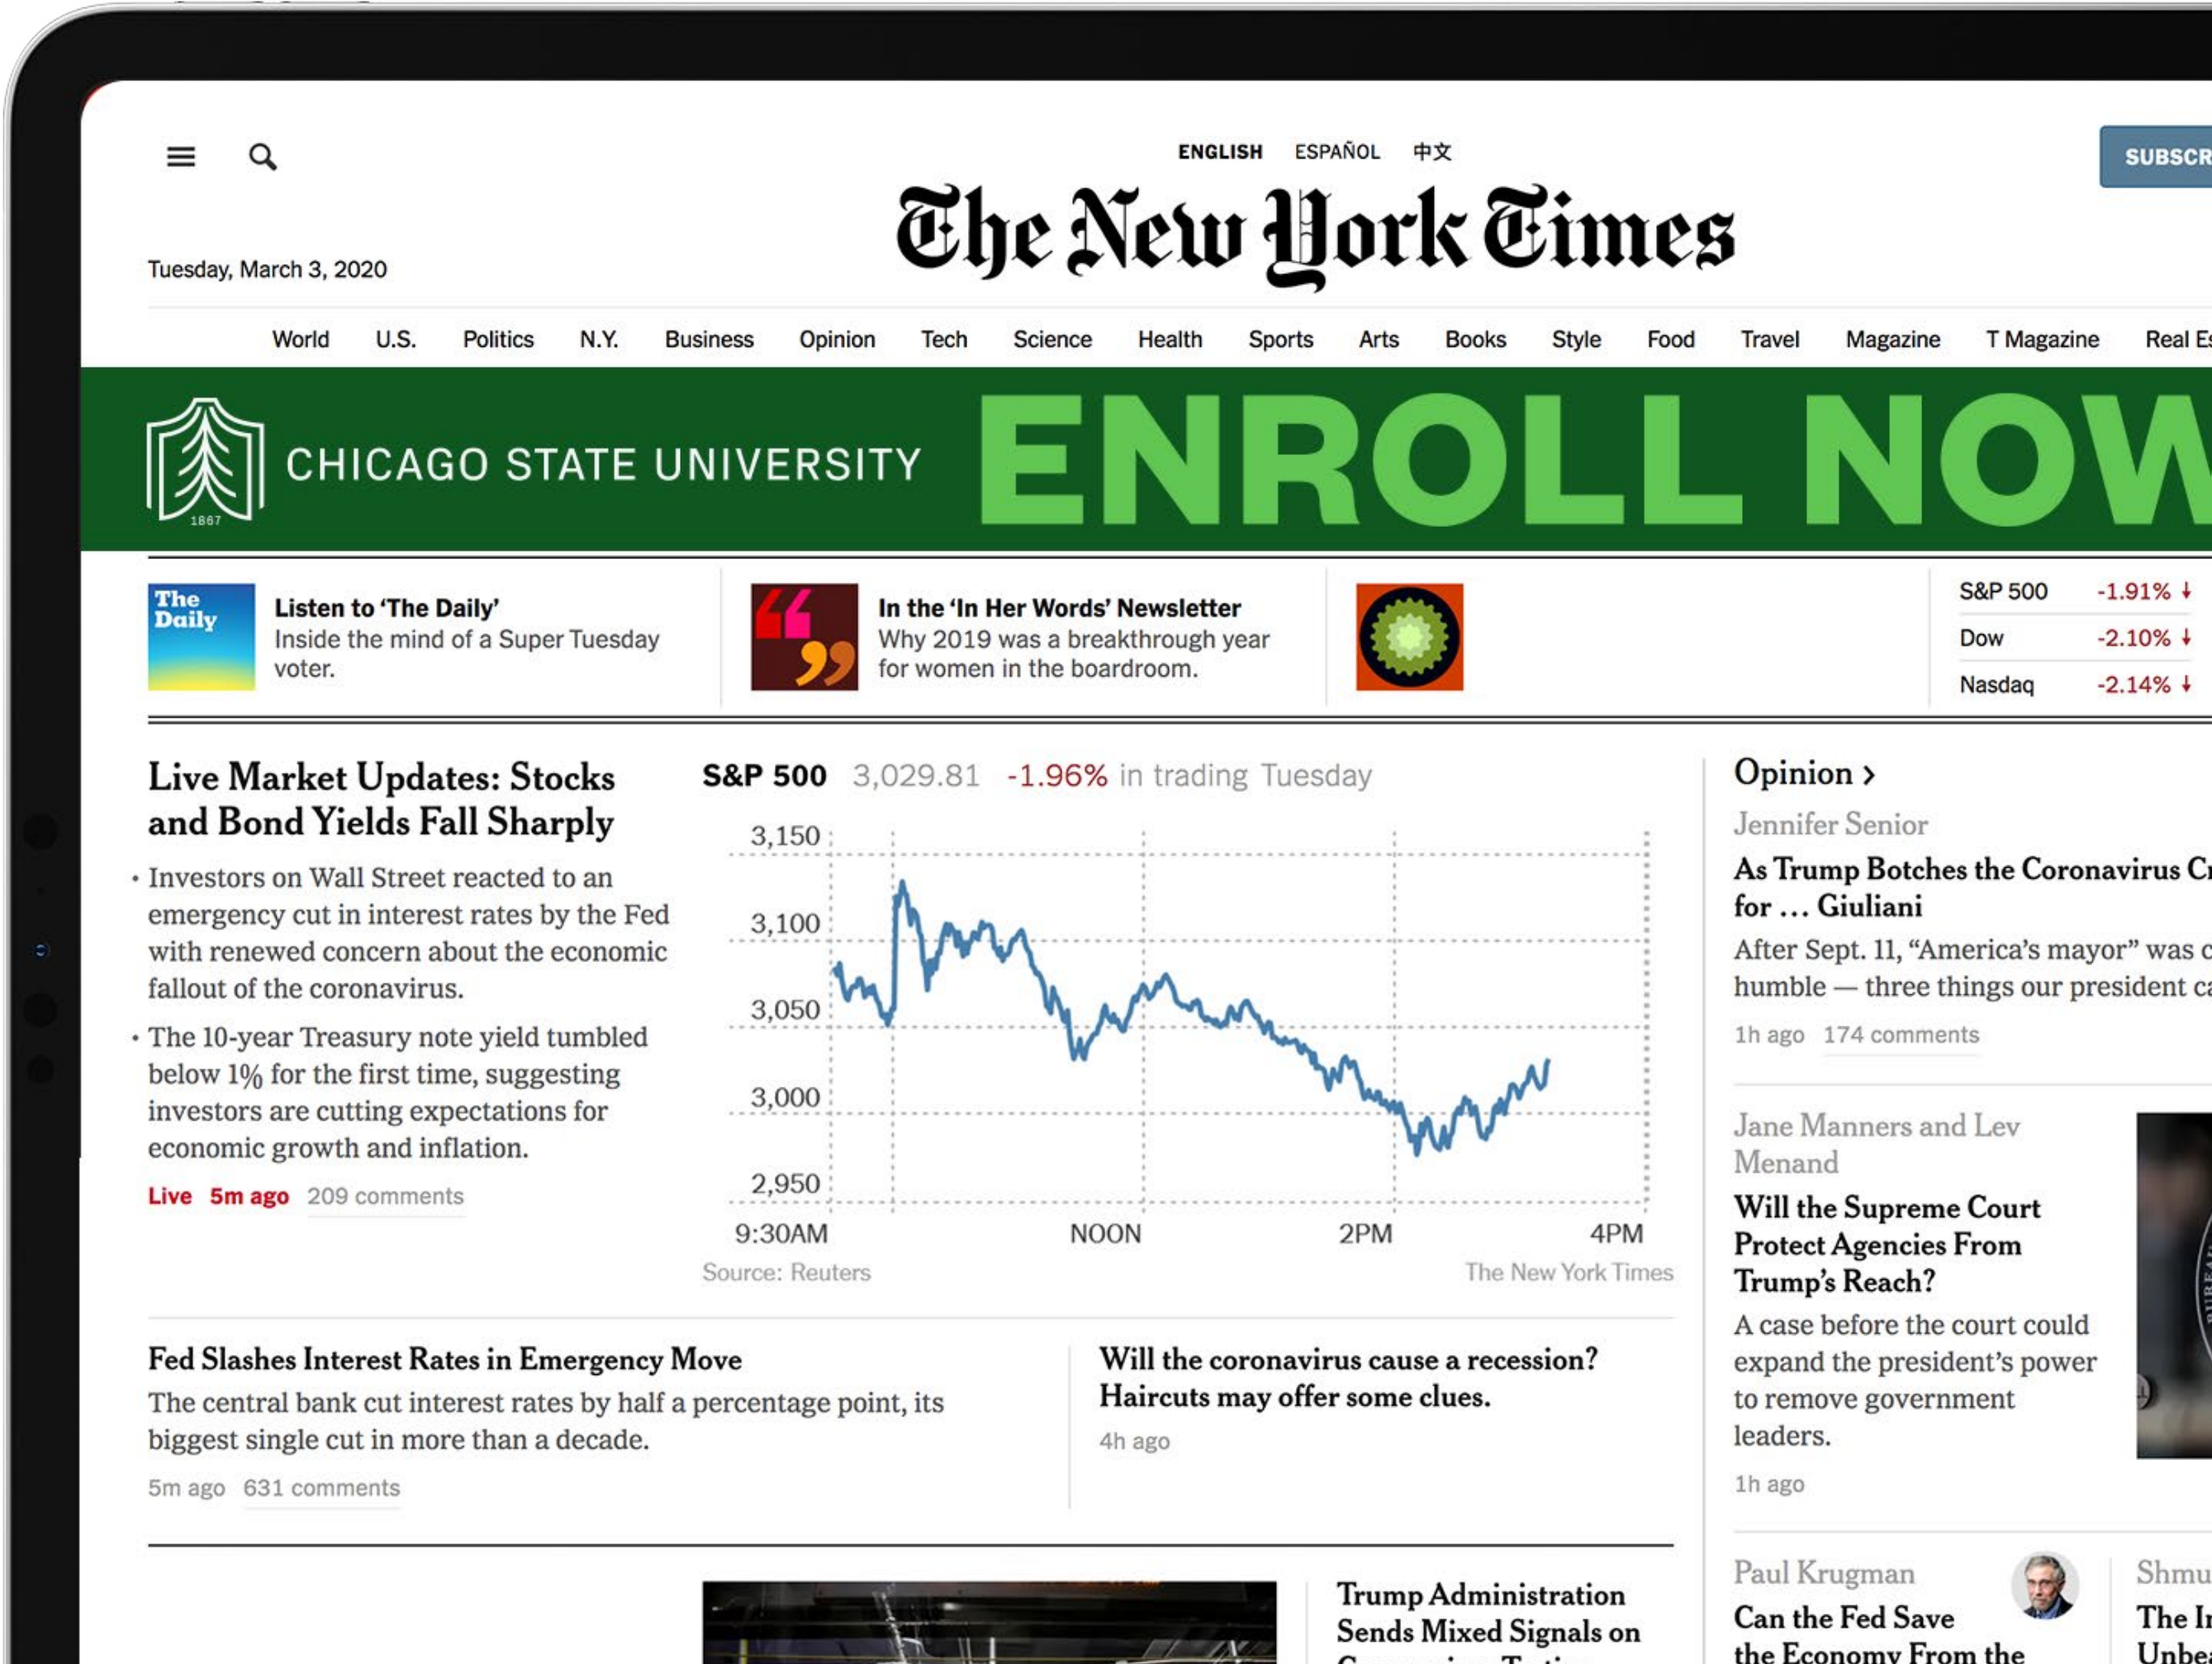 ENGLISH ESPAÑOL 中文
SUBSCR
The New York Times
Tuesday, March 3, 2020
World U.S. Politics N.Y. Business Opinion Tech Science Health Sports Arts Books Style Food Travel Magazine T Magazine Real Es
1867
CHICAGO STATE UNIVERSITY
ENROLL NOW
The
Daily
Listen to ‘The Daily’
Inside the mind of a Super Tuesday
voter.
In the ‘In Her Words’ Newsletter
Why 2019 was a breakthrough year
for women in the boardroom.
S&P 500 -1.91% ↓
Dow -2.10% ↓
Nasdaq -2.14% ↓
Live Market Updates: Stocks
and Bond Yields Fall Sharply
• Investors on Wall Street reacted to an
emergency cut in interest rates by the Fed
with renewed concern about the economic
fallout of the coronavirus.
• The 10-year Treasury note yield tumbled
below 1% for the first time, suggesting
investors are cutting expectations for
economic growth and inflation.
Live 5m ago 209 comments
S&P 500 3,029.81 -1.96% in trading Tuesday
3,150
3,100
3,050
3,000
2,950
9:30AM NOON 2PM 4PM
Source: Reuters The New York Times
Fed Slashes Interest Rates in Emergency Move
The central bank cut interest rates by half a percentage point, its
biggest single cut in more than a decade.
5m ago 631 comments
Will the coronavirus cause a recession?
Haircuts may offer some clues.
4h ago
Trump Administration
Sends Mixed Signals on
Opinion >
Jennifer Senior
As Trump Botches the Coronavirus Cr
for … Giuliani
After Sept. 11, “America’s mayor” was c
humble — three things our president ca
1h ago 174 comments
Jane Manners and Lev
Menand
Will the Supreme Court
Protect Agencies From
Trump’s Reach?
A case before the court could
expand the president’s power
to remove government
leaders.
1h ago
BUREAU
Paul Krugman
Can the Fed Save
the Economy From the
Shmu
The In
Unbea